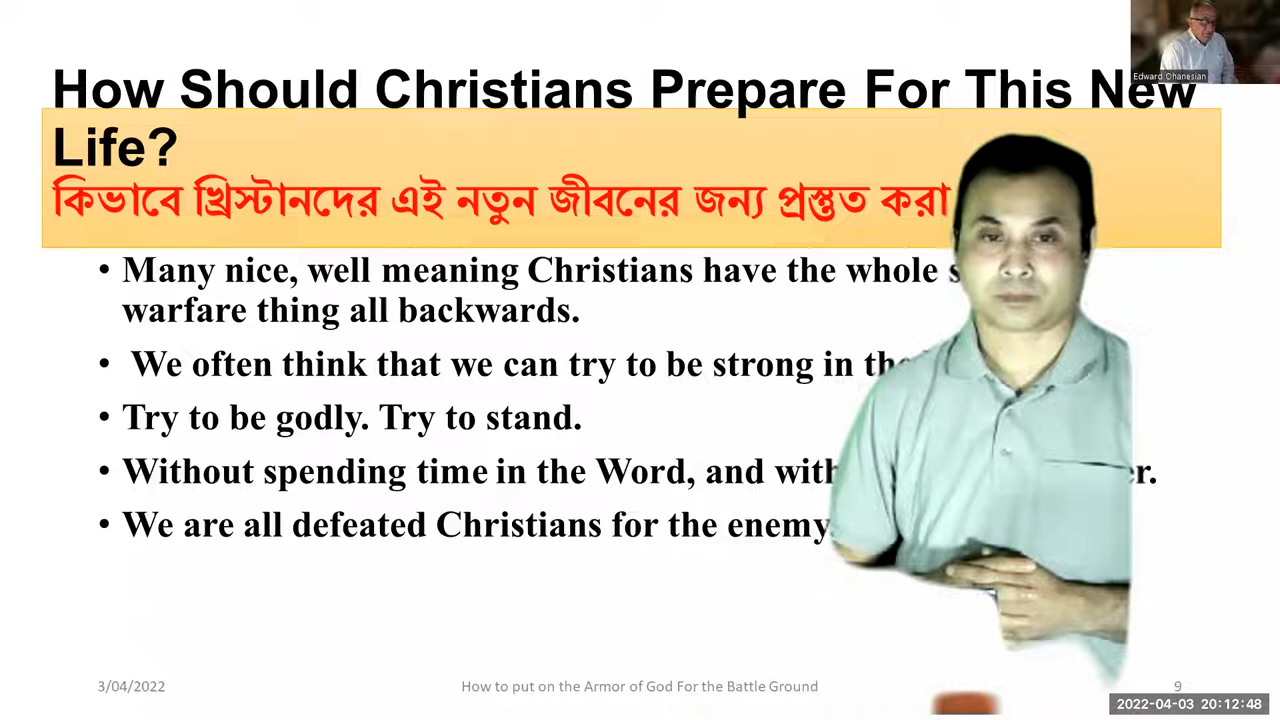 Edward Ohanesian
How Should Christians Prepare For This New
Life?
কিভাবে খ্রিস্টানদের এই নতুন জীবনের জন্য প্রস্তুত করা
• Many nice, well meaning Christians have the whole
warfare thing all backwards.
• We often think that we can try to be strong in
• Try to be godly. Try to stand.
• Without spending time in the Word, and
• We are all defeated Christians for the enemy
3/04/2022
How to put on the Armor of God For the Battle Ground
9
2022-04-03 20:12:48